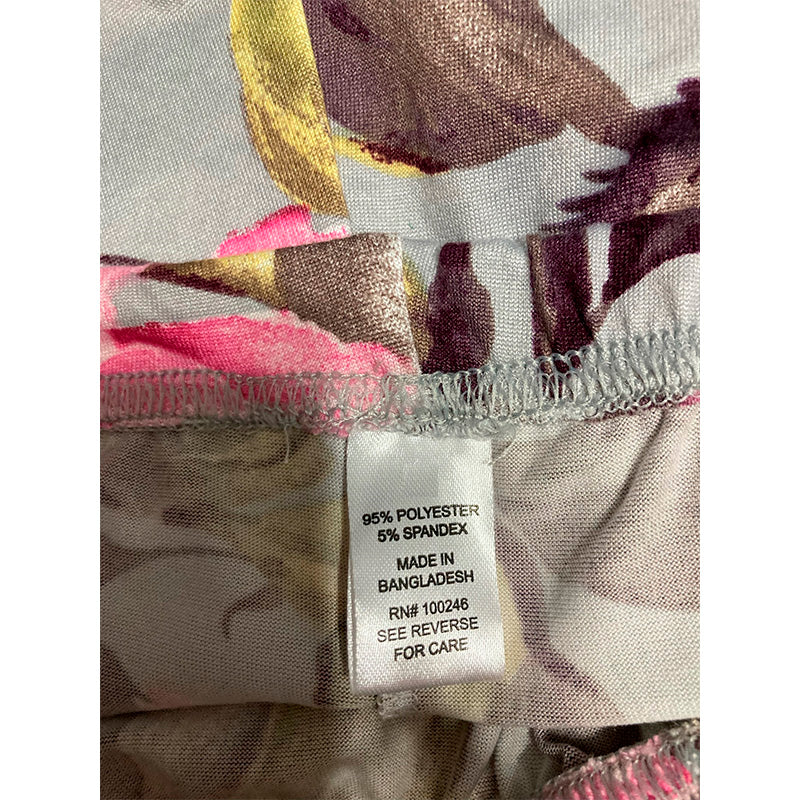 95% POLYESTER
5% SPANDEX
MADE IN
BANGLADESH
RN# 100246
SEE REVERSE
FOR CARE